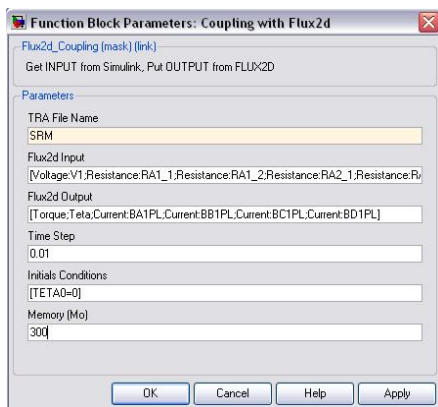 Function Block Parameters: Coupling with Flux2d
Flux2d_Coupling (mask) (link)
Get INPUT from Simulink, Put OUTPUT from FLUX2D
Parameters
TRA File Name
SRM
Flux2d Input
[Voltage:V1;Resistance:RA1_1;Resistance:RA1_2;Resistance:RA2_1;Resistance:R
Flux2d Output
[Torque;Teta;Current:BA1PL;Current:BB1PL;Current:BC1PL;Current:BD1PL]
Time Step
0.01
Initials Conditions
[TETA0=0]
Memory (Mo)
300
OK Cancel Help Apply